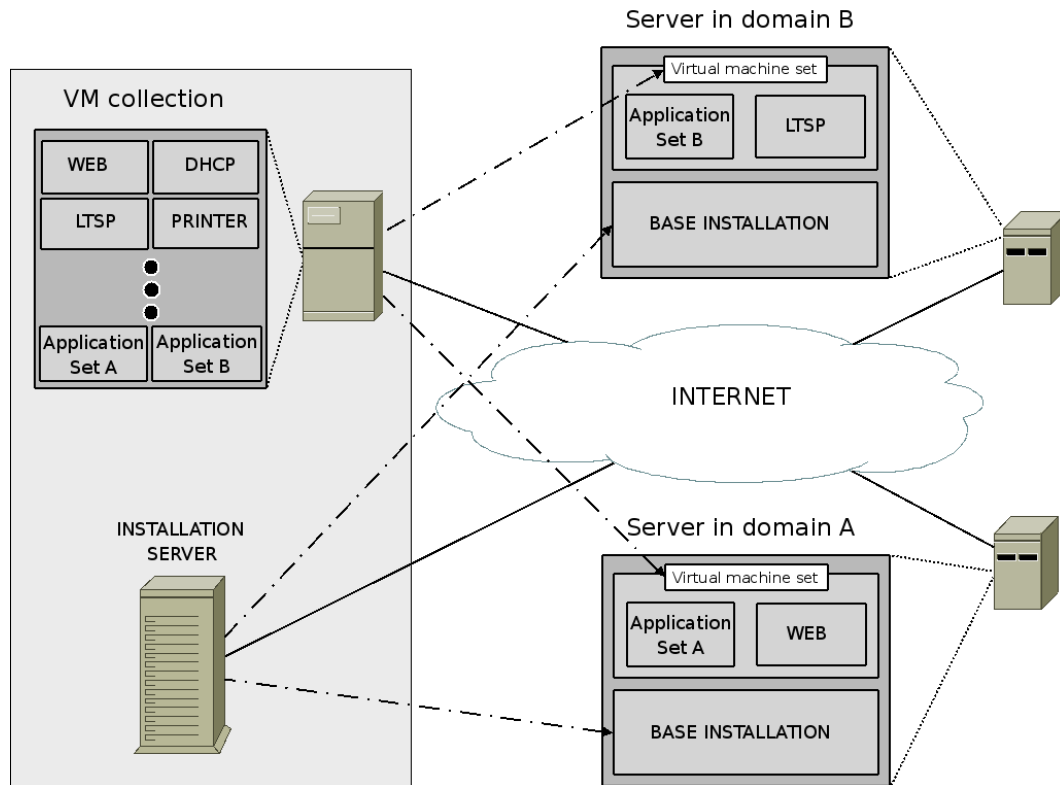 VM collection
WEB
DHCP
LTSP
PRINTER
Application
Set A
Application
Set B
INSTALLATION
SERVER
Server in domain B
Virtual machine set
Application
Set B
LTSP
BASE INSTALLATION
INTERNET
Server in domain A
Virtual machine set
Application
Set A
WEB
BASE INSTALLATION